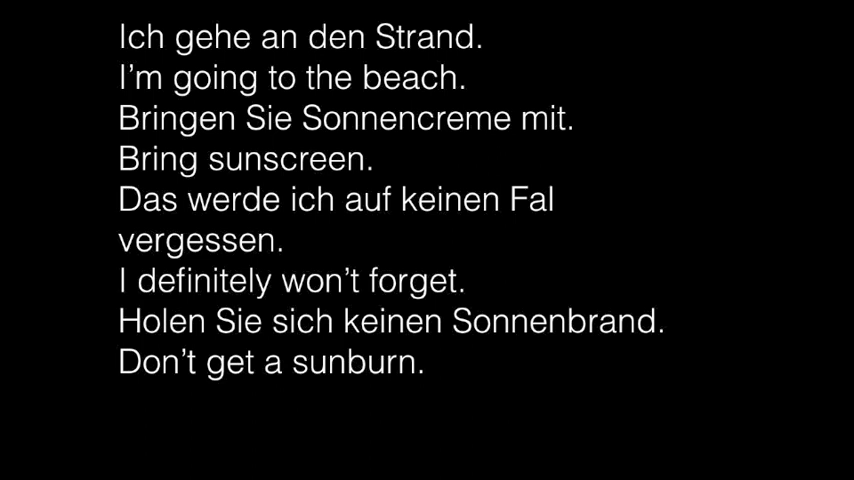 Ich gehe an den Strand.
I’m going to the beach.
Bringen Sie Sonnencreme mit.
Bring sunscreen.
Das werde ich auf keinen Fal
vergessen.
I definitely won’t forget.
Holen Sie sich keinen Sonnenbrand.
Don’t get a sunburn.